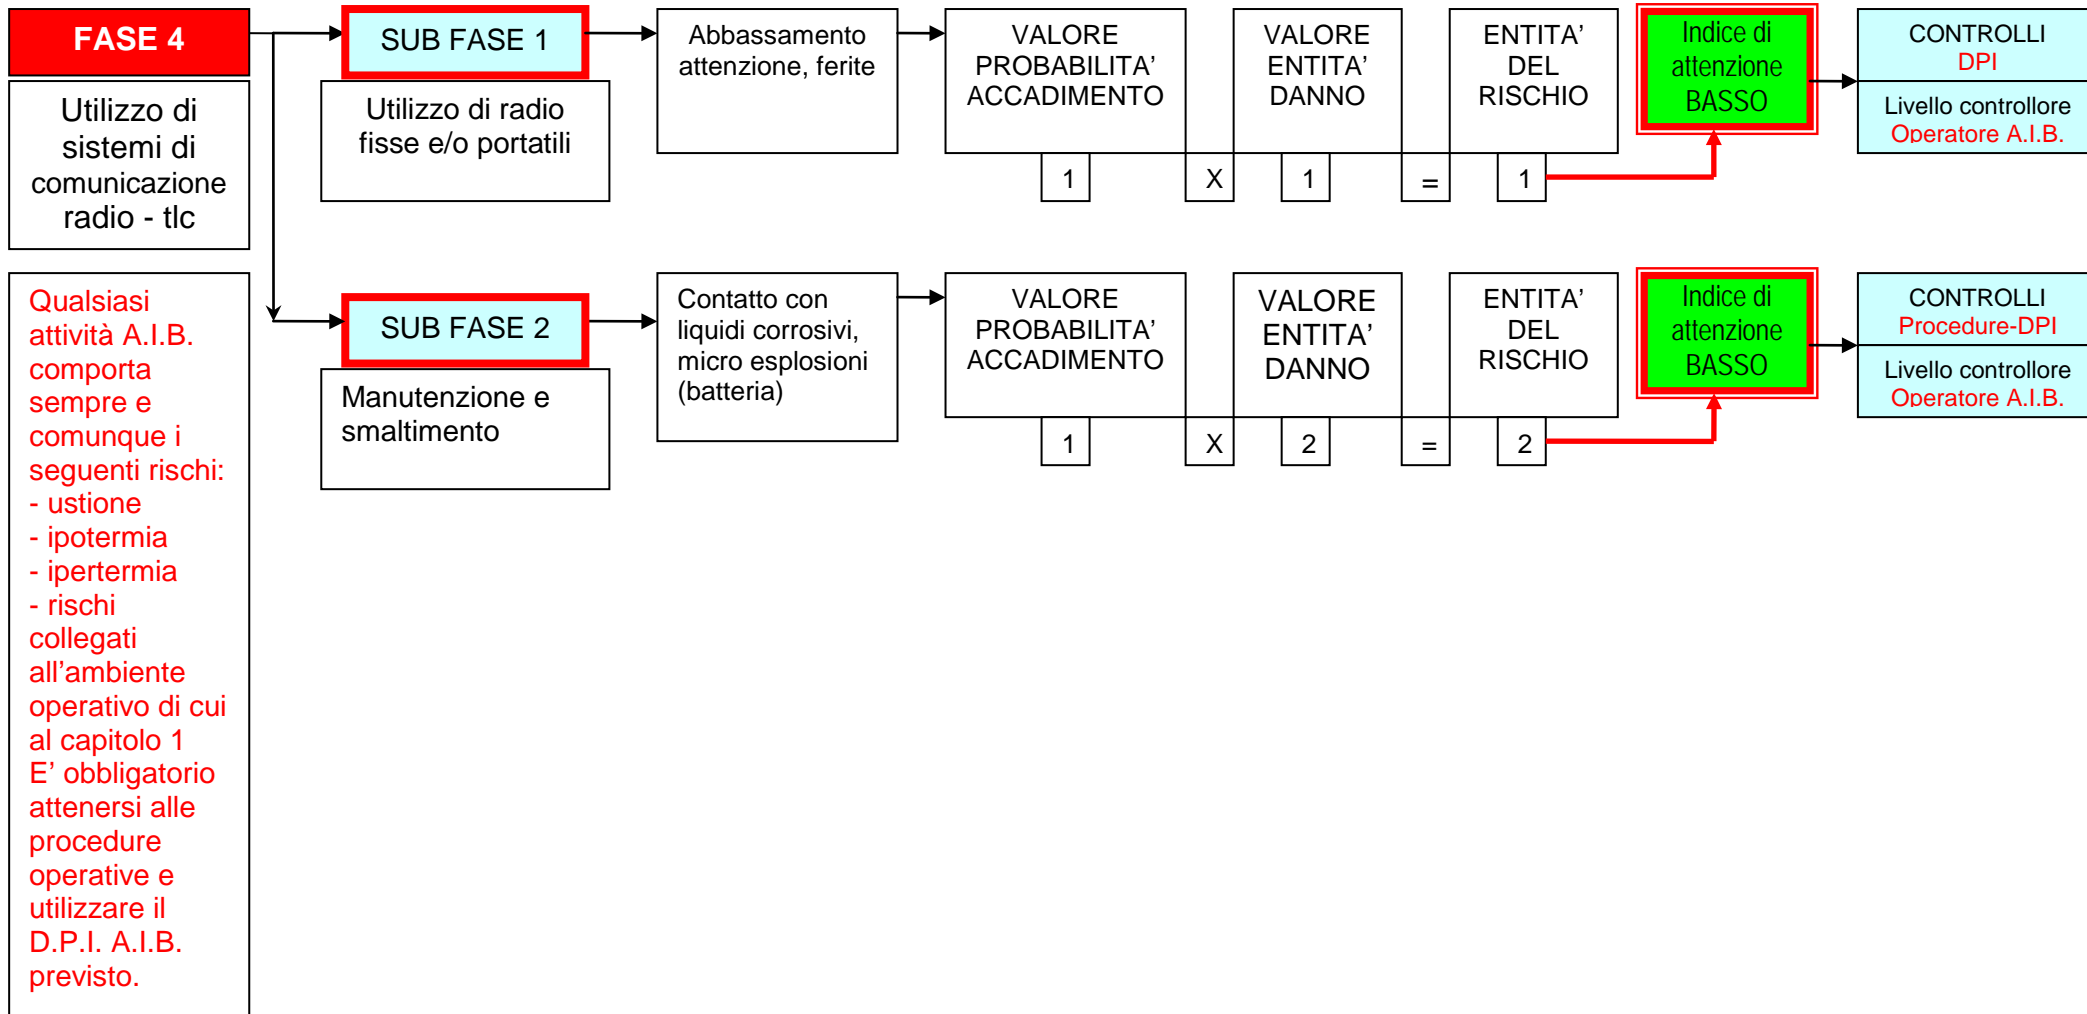 FASE 4
Utilizzo di
sistemi di
comunicazione
radio - tlc
SUB FASE 1
Utilizzo di radio
fisse e/o portatili
Abbassamento
attenzione, ferite
VALORE
PROBABILITA’
ACCADIMENTO
1
X
VALORE
ENTITA’
DANNO
1
=
ENTITA’
DEL
RISCHIO
1
Indice di
attenzione
BASSO
CONTROLLI
DPI
Livello controllore
Operatore A.I.B.
SUB FASE 2
Manutenzione e
smaltimento
Contatto con
liquidi corrosivi,
micro esplosioni
(batteria)
VALORE
PROBABILITA’
ACCADIMENTO
1
X
VALORE
ENTITA’
DANNO
2
=
ENTITA’
DEL
RISCHIO
2
Indice di
attenzione
BASSO
CONTROLLI
Procedure-DPI
Livello controllore
Operatore A.I.B.
Qualsiasi
attività A.I.B.
comporta
sempre e
comunque i
seguenti rischi:
- ustione
- ipotermia
- ipertermia
- rischi
collegati
all’ambiente
operativo di cui
al capitolo 1
E’ obbligatorio
attenersi alle
procedure
operative e
utilizzare il
D.P.I. A.I.B.
previsto.